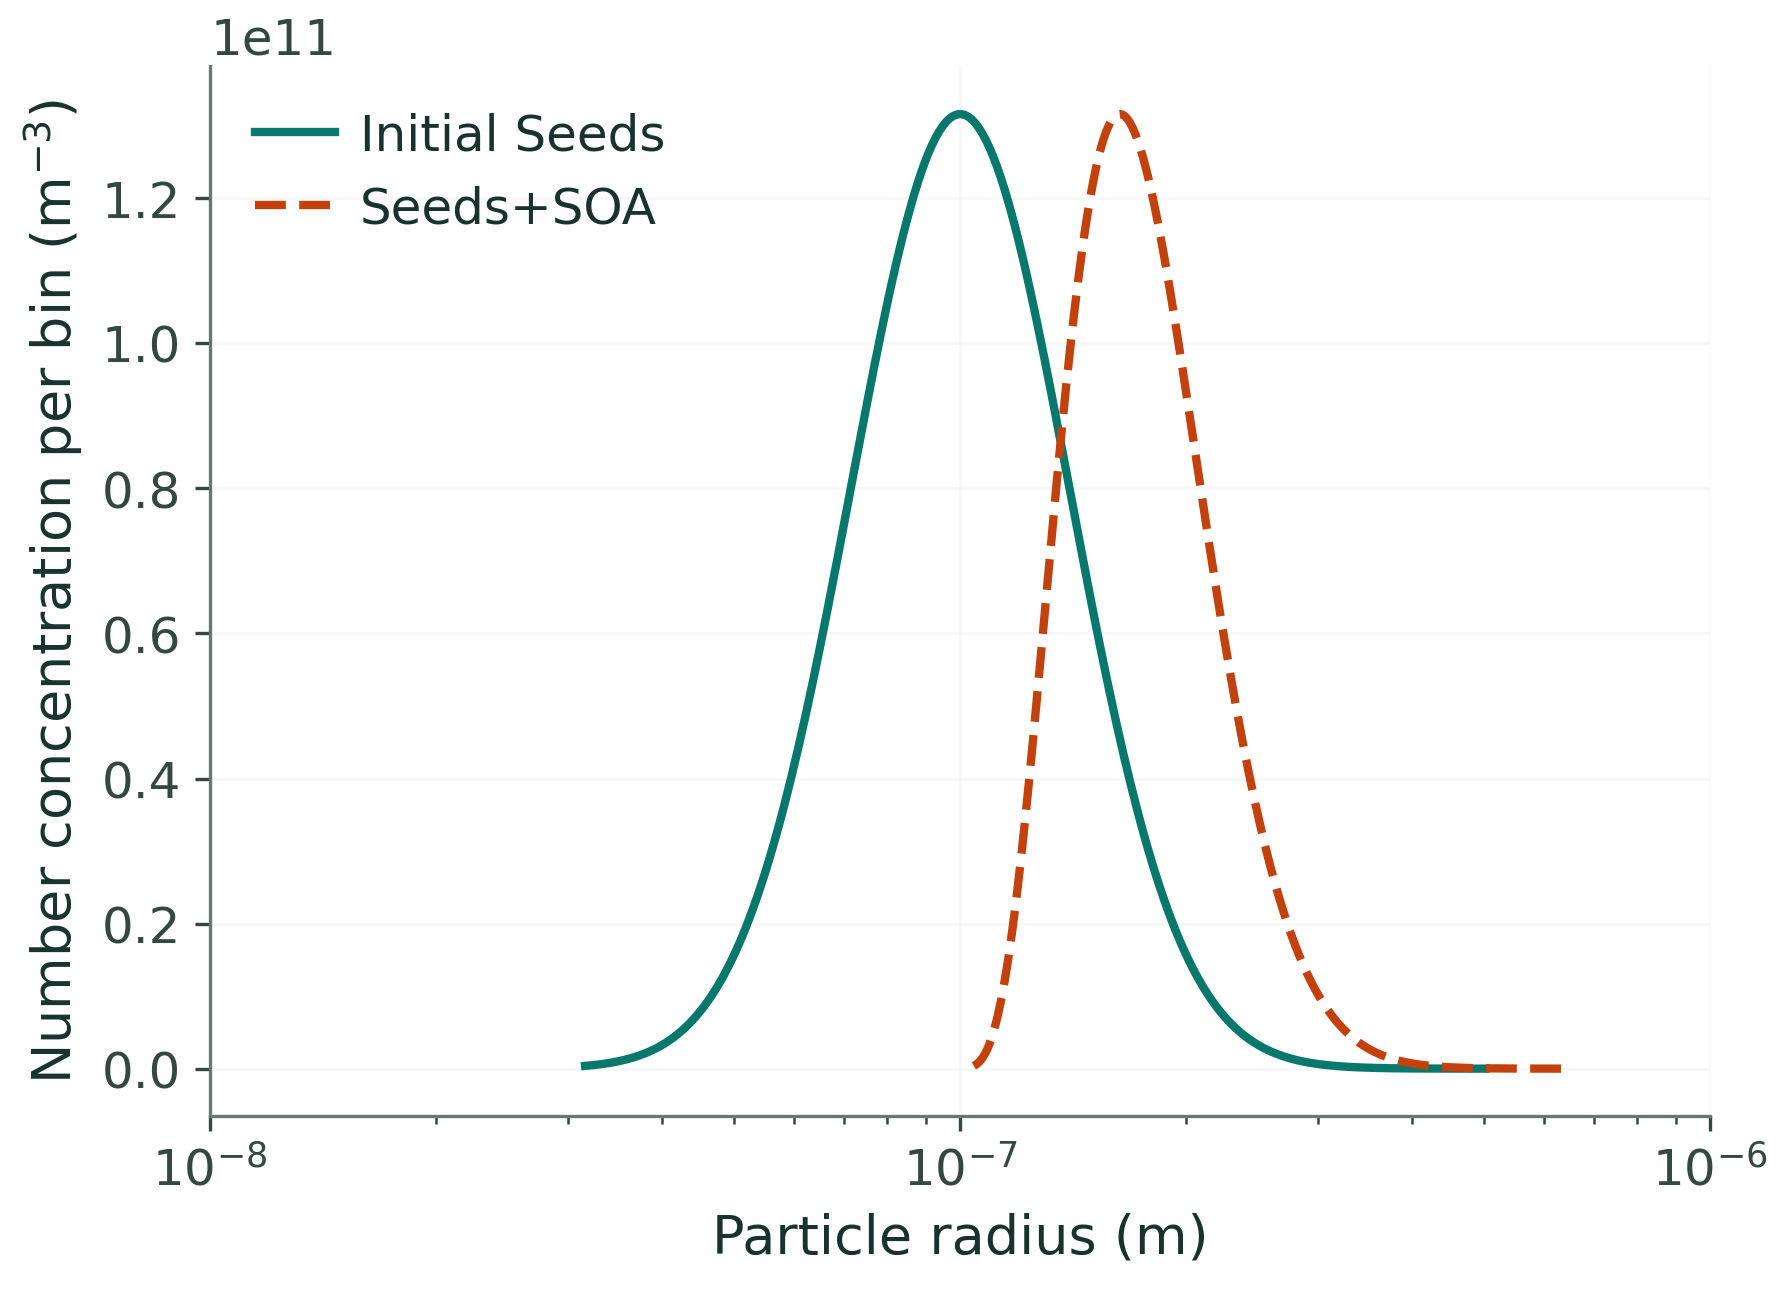 1e11
Number concentration per bin (m⁻³)
Initial Seeds
Seeds+SOA
1.2
1.0
0.8
0.6
0.4
0.2
0.0
10⁻⁸
10⁻⁷
10⁻⁶
Particle radius (m)